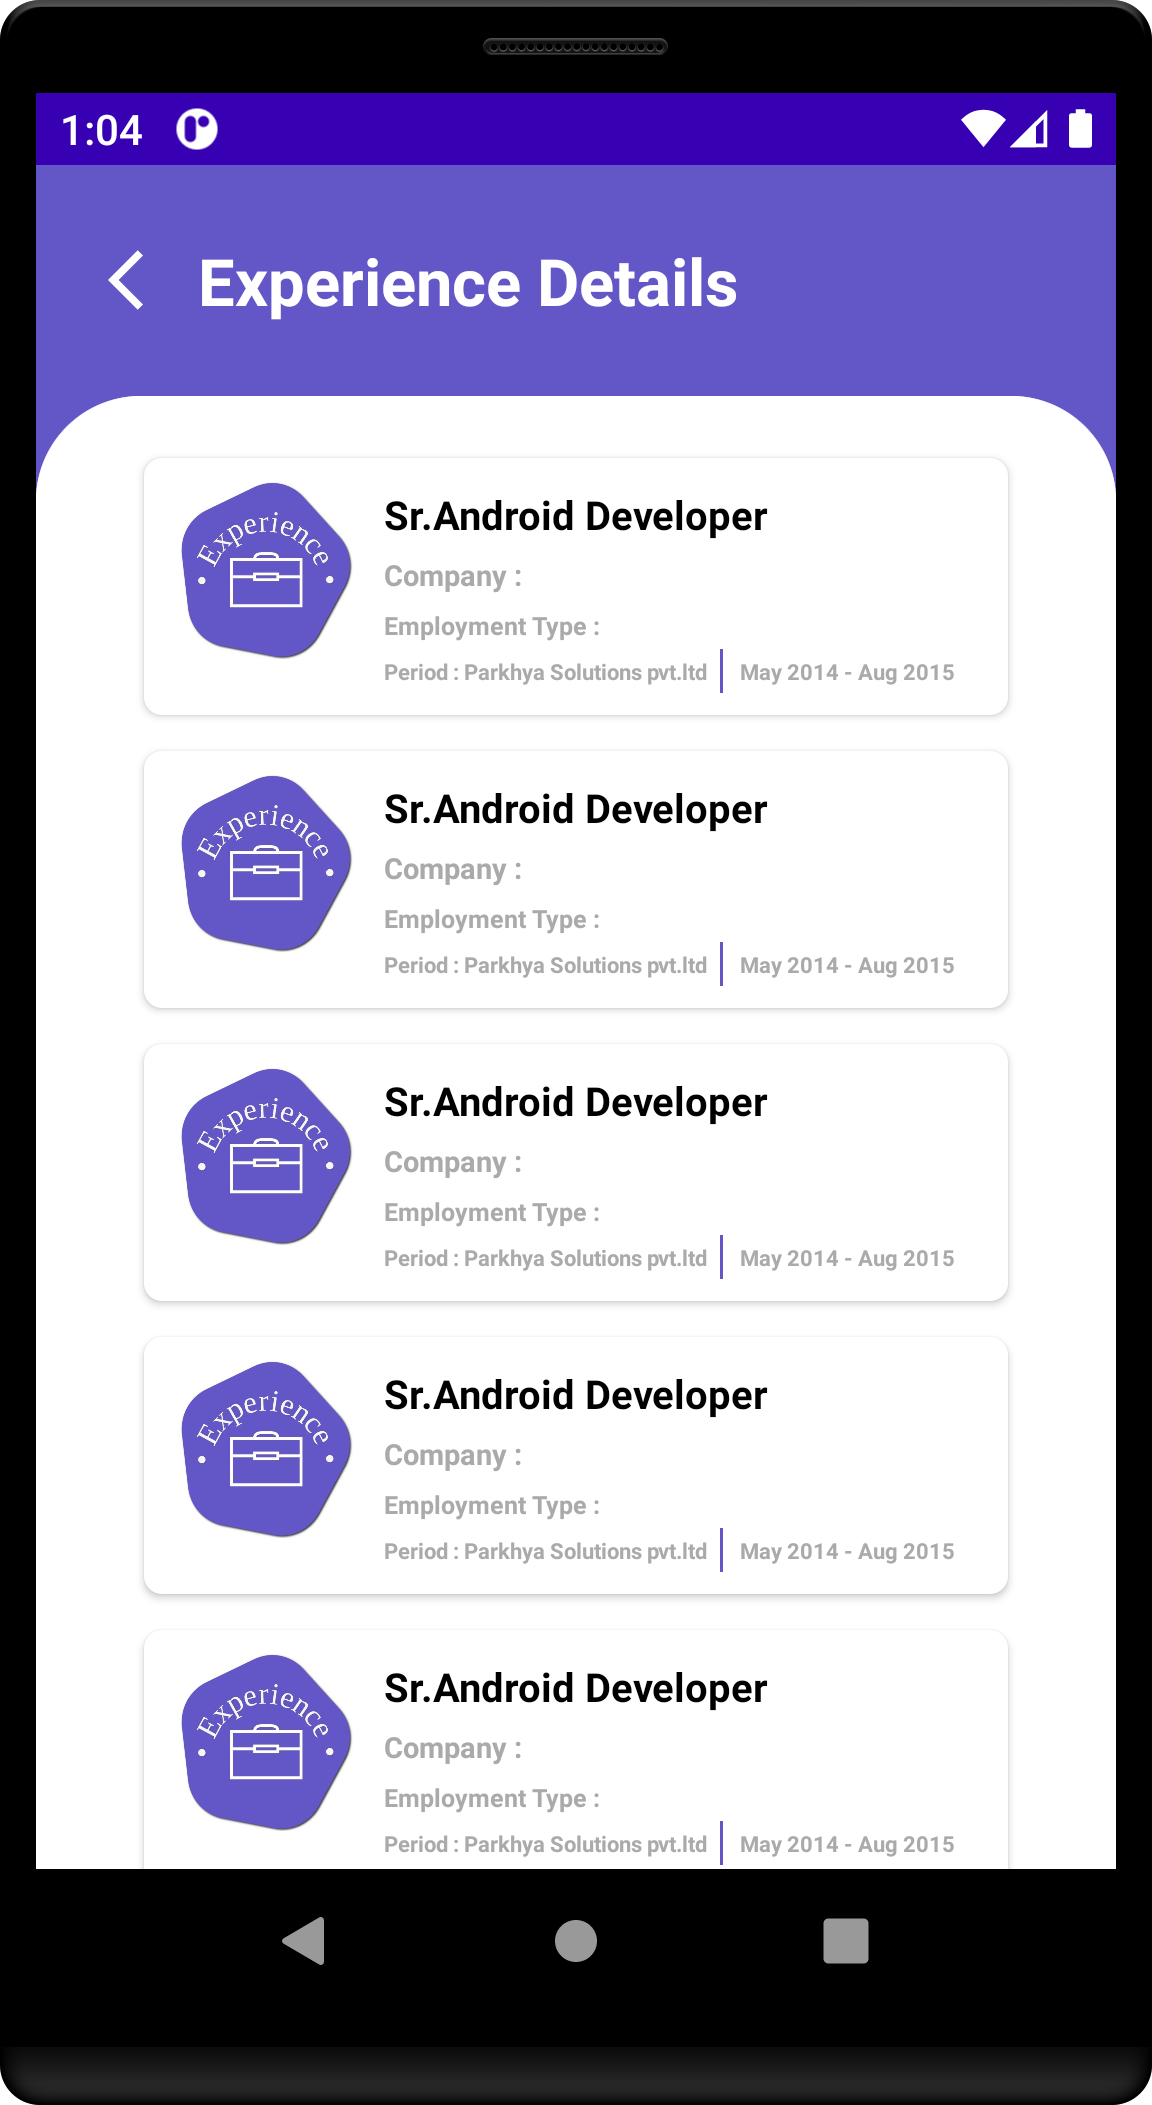 1:04
Experience Details
Experience
Sr.Android Developer
Company :
Employment Type :
Period : Parkhya Solutions pvt.ltd May 2014 - Aug 2015
Experience
Sr.Android Developer
Company :
Employment Type :
Period : Parkhya Solutions pvt.ltd May 2014 - Aug 2015
Experience
Sr.Android Developer
Company :
Employment Type :
Period : Parkhya Solutions pvt.ltd May 2014 - Aug 2015
Experience
Sr.Android Developer
Company :
Employment Type :
Period : Parkhya Solutions pvt.ltd May 2014 - Aug 2015
Experience
Sr.Android Developer
Company :
Employment Type :
Period : Parkhya Solutions pvt.ltd May 2014 - Aug 2015